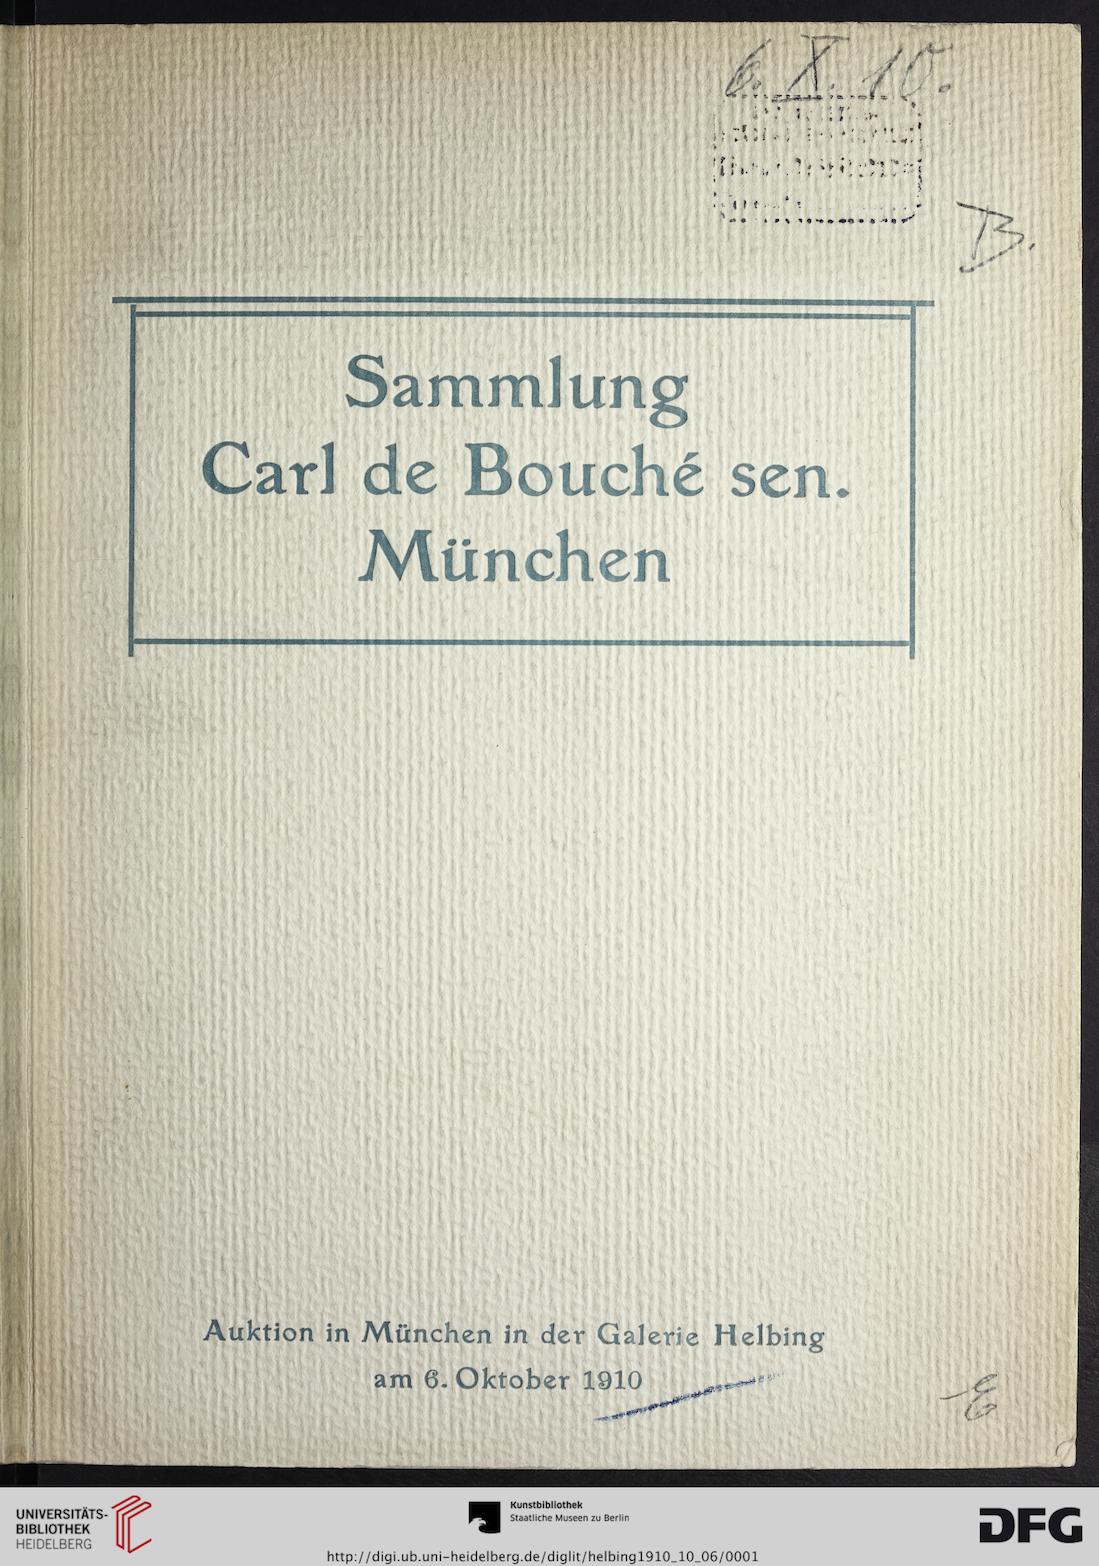 6. X. 10.
B.
Sammlung
Carl de Bouché sen.
München
Auktion in München in der Galerie Helbing
am 6. Oktober 1910
E
UNIVERSITÄTS-
BIBLIOTHEK
HEIDELBERG
Kunstbibliothek
Staatliche Museen zu Berlin
DFG
http://digi.ub.uni-heidelberg.de/diglit/helbing1910_10_06/0001